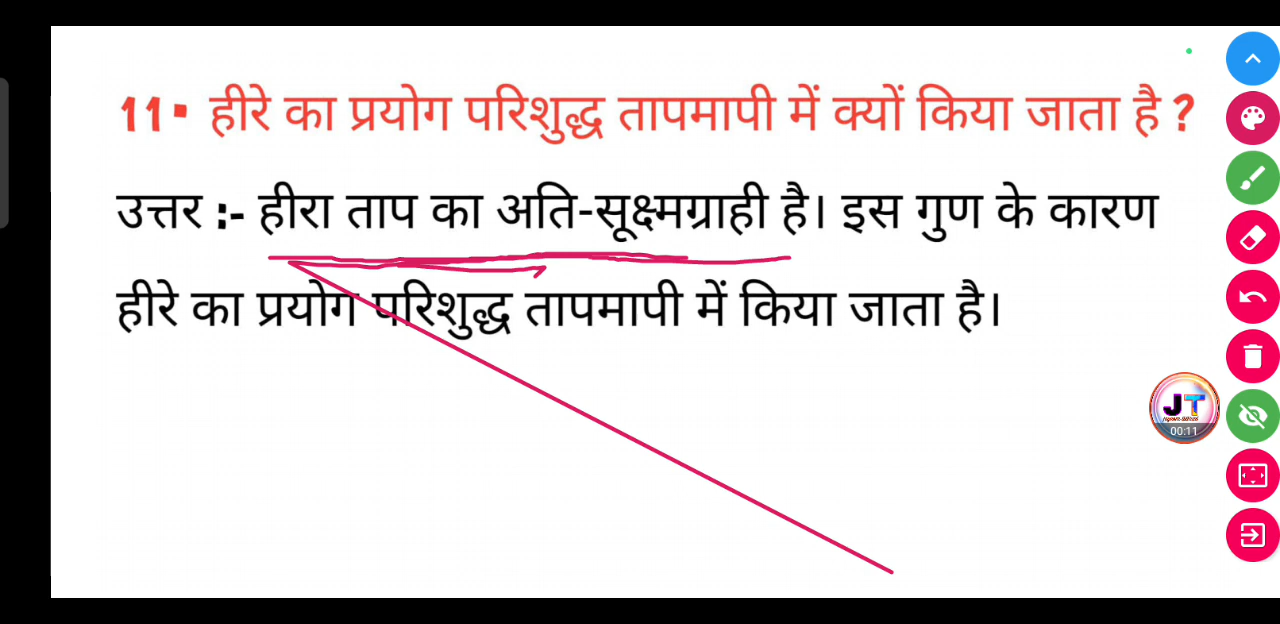 11• हीरे का प्रयोग परिशुद्ध तापमापी में क्यों किया जाता है ?
उत्तर :- हीरा ताप का अति-सूक्ष्मग्राही है। इस गुण के कारण
हीरे का प्रयोग परिशुद्ध तापमापी में किया जाता है।
JT
00:11